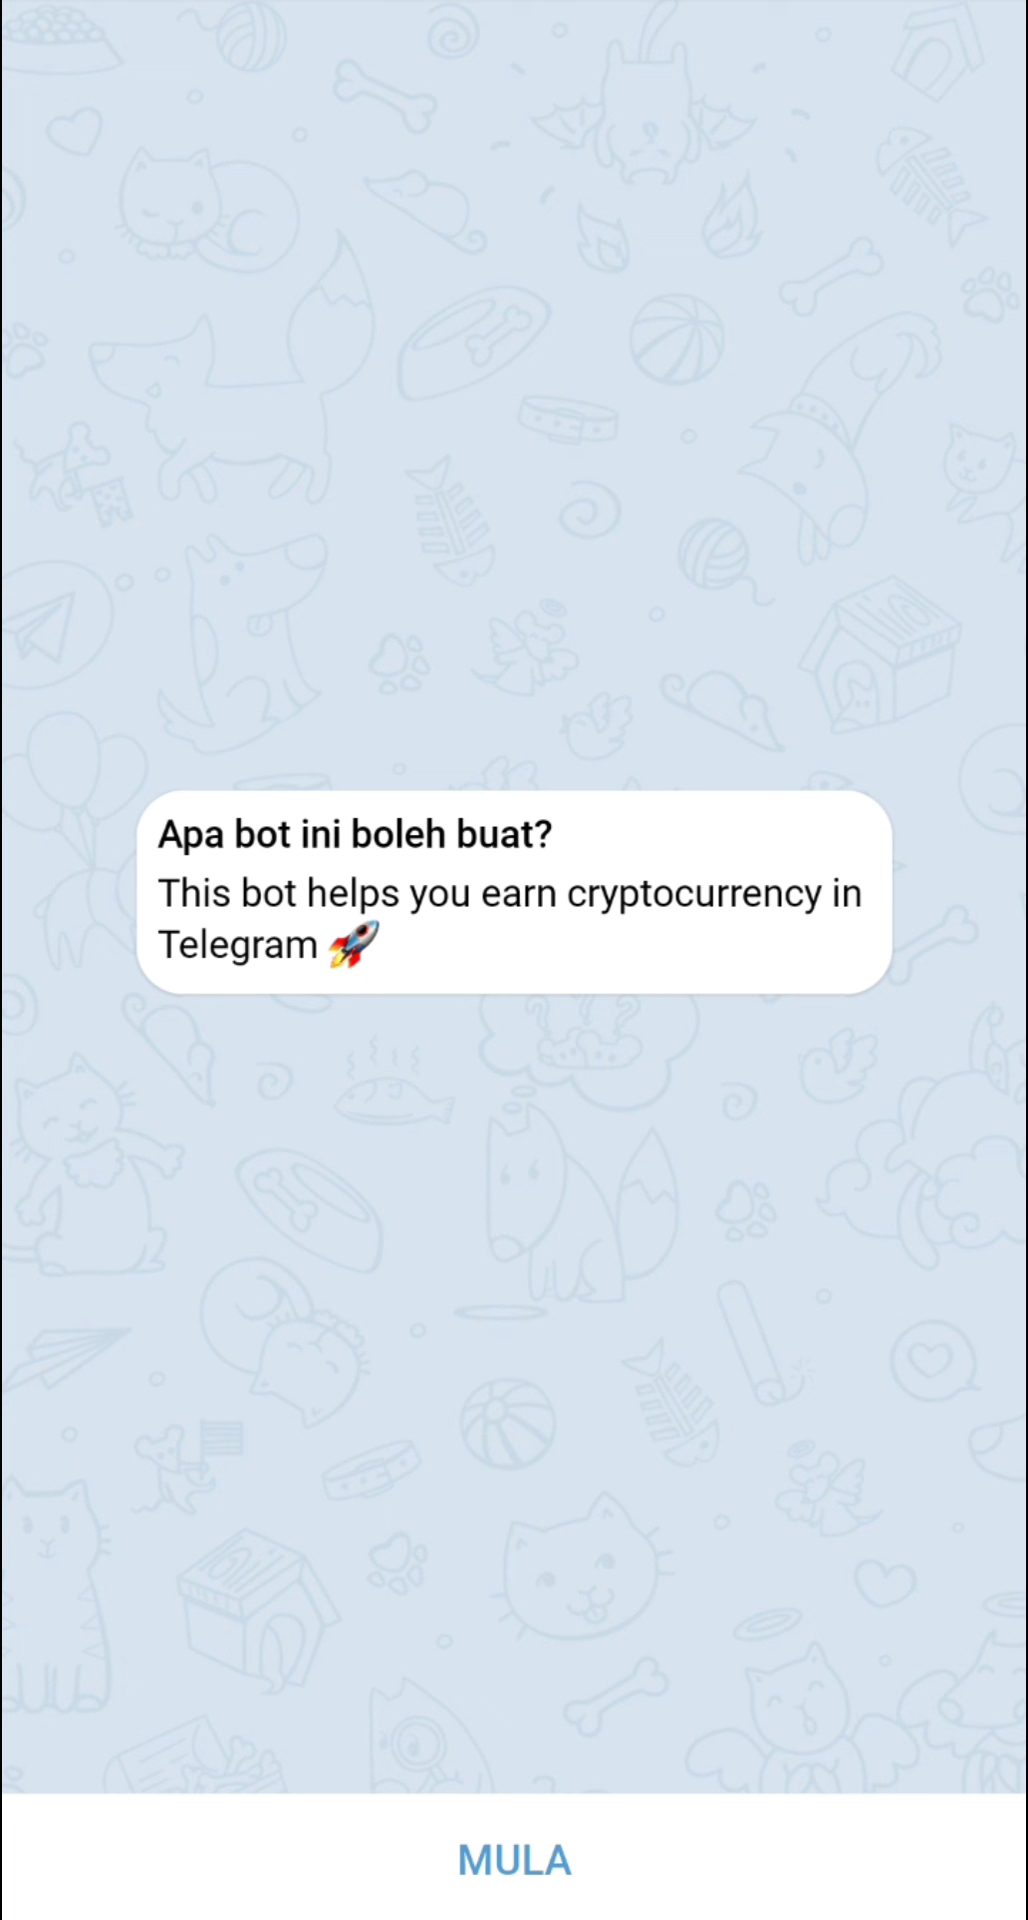 Apa bot ini boleh buat?
This bot helps you earn cryptocurrency in
Telegram 🚀
MULA